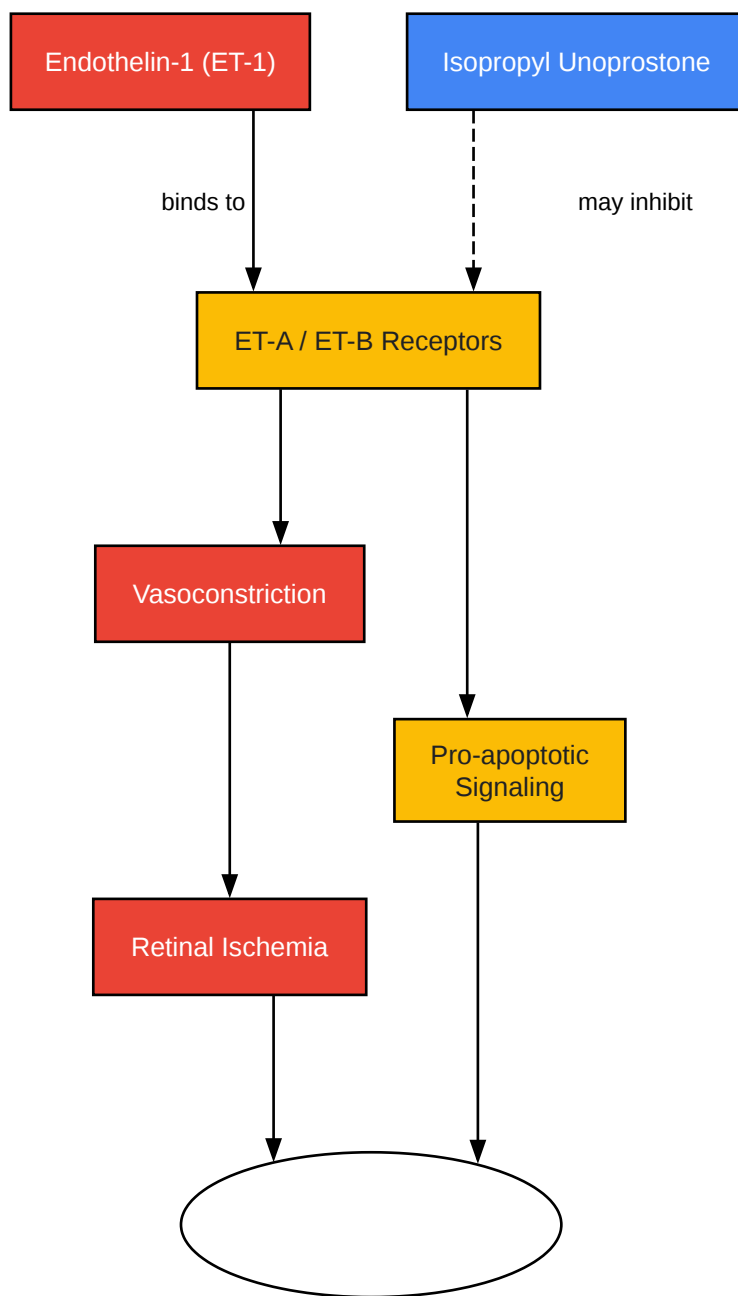 Endothelin-1 (ET-1)
Isopropyl Unoprostone
binds to
may inhibit
ET-A / ET-B Receptors
Vasoconstriction
Pro-apoptotic
Signaling
Retinal Ischemia